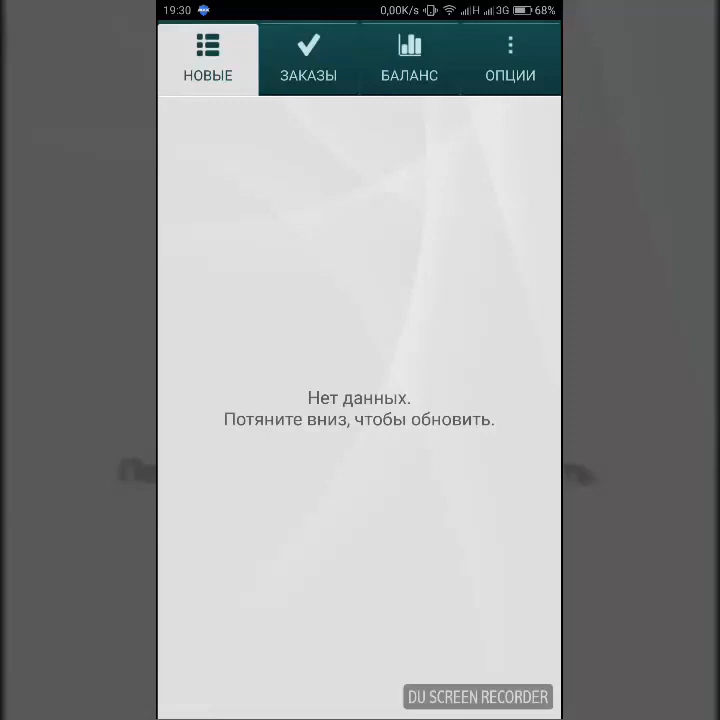 19:30 0,00K/s H 3G 68%
НОВЫЕ ЗАКАЗЫ БАЛАНС ОПЦИИ
Нет данных.
Потяните вниз, чтобы обновить.
DU SCREEN RECORDER